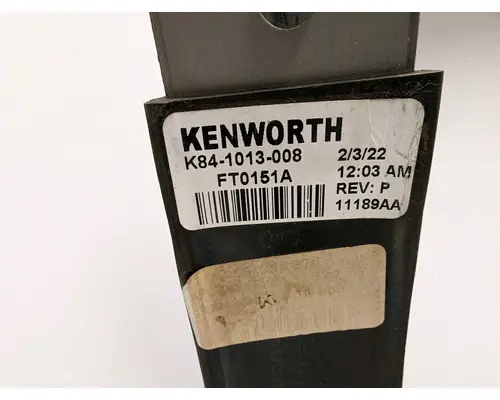 KENWORTH
K84-1013-008 2/3/22
FT0151A 12:03 AM
REV: P
11189AA